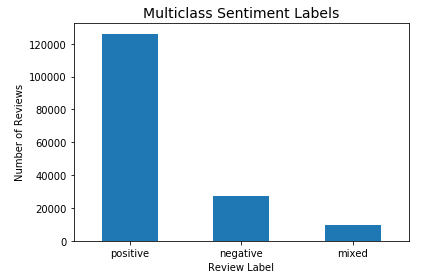 Multiclass Sentiment Labels
Number of Reviews
120000
100000
80000
60000
40000
20000
0
positive negative mixed
Review Label